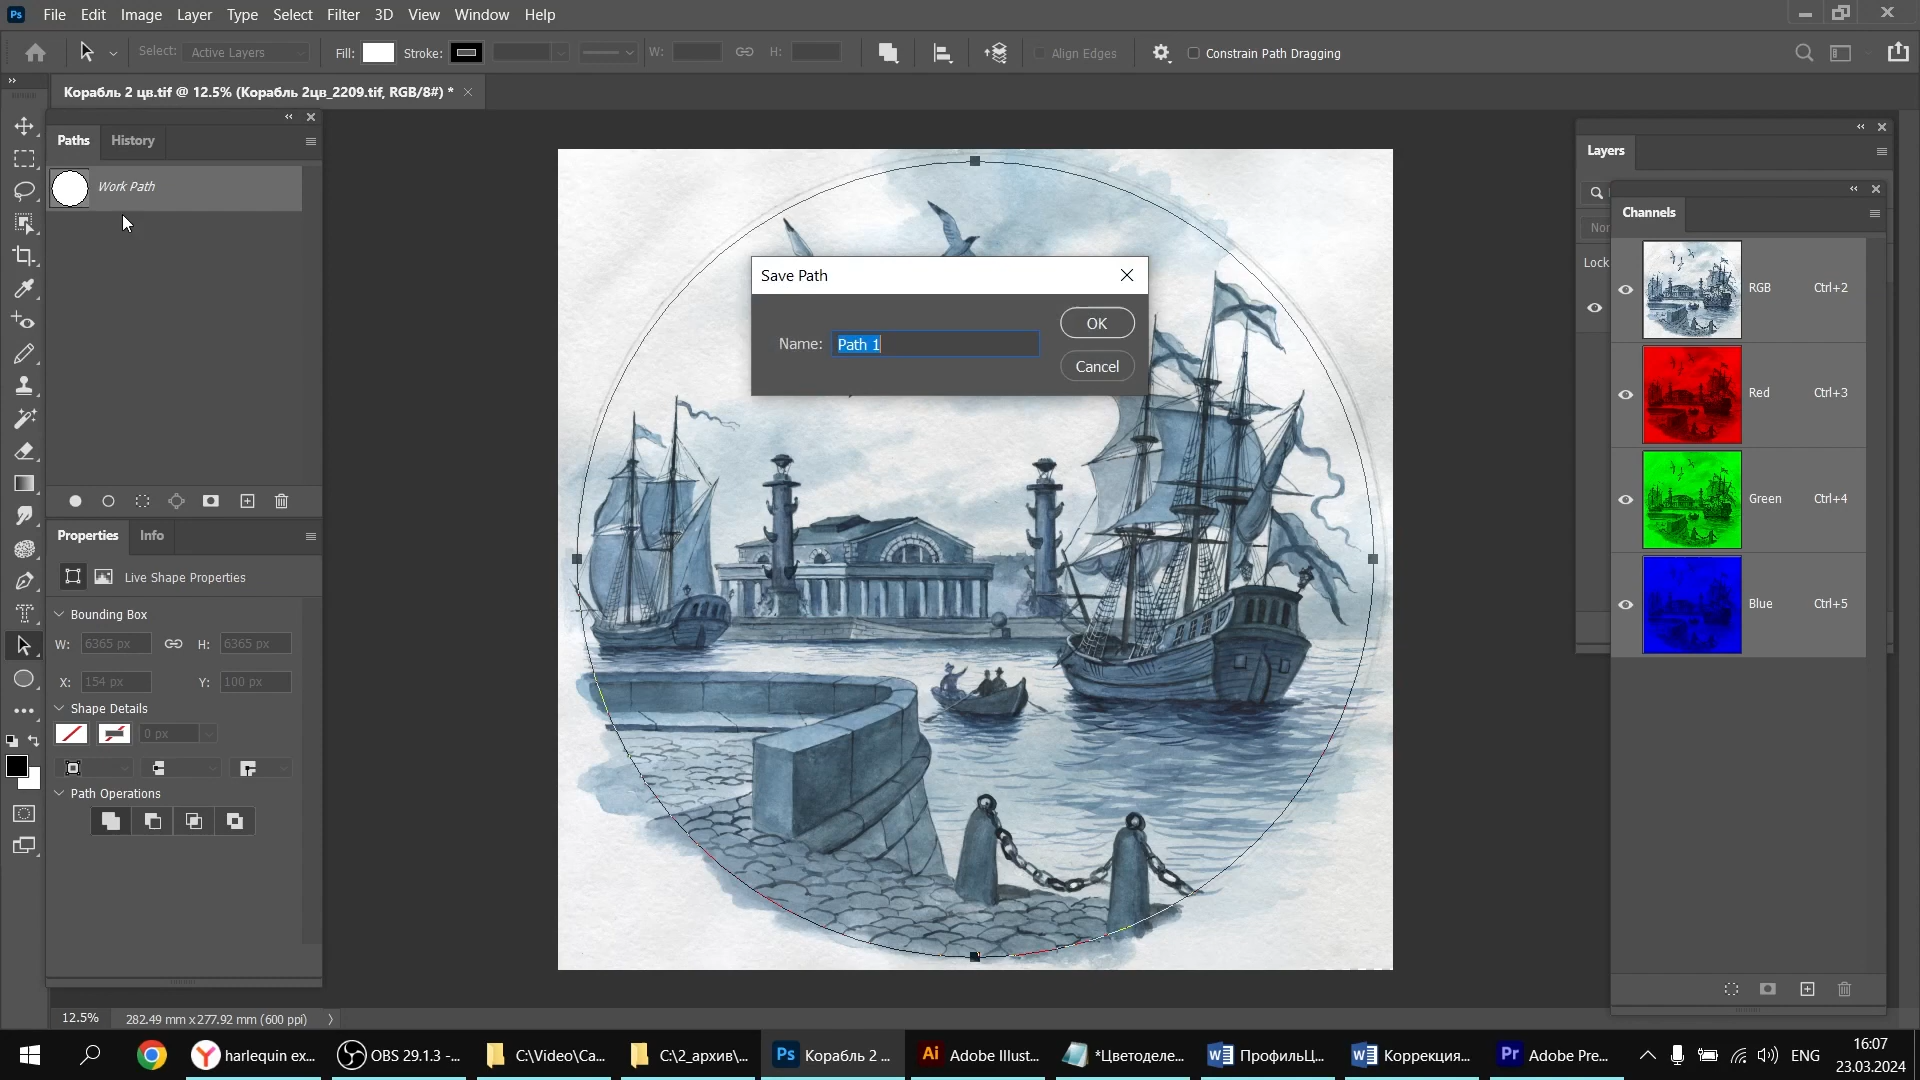 Ps File Edit Image Layer Type Select Filter 3D View Window Help
Select: Active Layers Fill: Stroke: W: H: Align Edges Constrain Path Dragging
Корабль 2 цв.tif @ 12.5% (Корабль 2цв_2209.tif, RGB/8#) *
Paths History
Work Path
Properties Info
Live Shape Properties
Bounding Box
W: 6365 px H: 6365 px
X: 154 px Y: 100 px
Shape Details
0 px
Path Operations
Save Path
Name: Path 1
OK
Cancel
Layers
Nor
Lock
Channels
RGB Ctrl+2
Red Ctrl+3
Green Ctrl+4
Blue Ctrl+5
12.5% 282.49 mm x 277.92 mm (600 ppi)
harlequin ex...
OBS 29.1.3 -...
C:\Video\Ca...
C:\2_архив\...
Ps Корабль 2 ...
Ai Adobe Illust...
*Цветоделе...
ПрофильЦ...
Коррекция...
Pr Adobe Pre...
ENG
16:07
23.03.2024